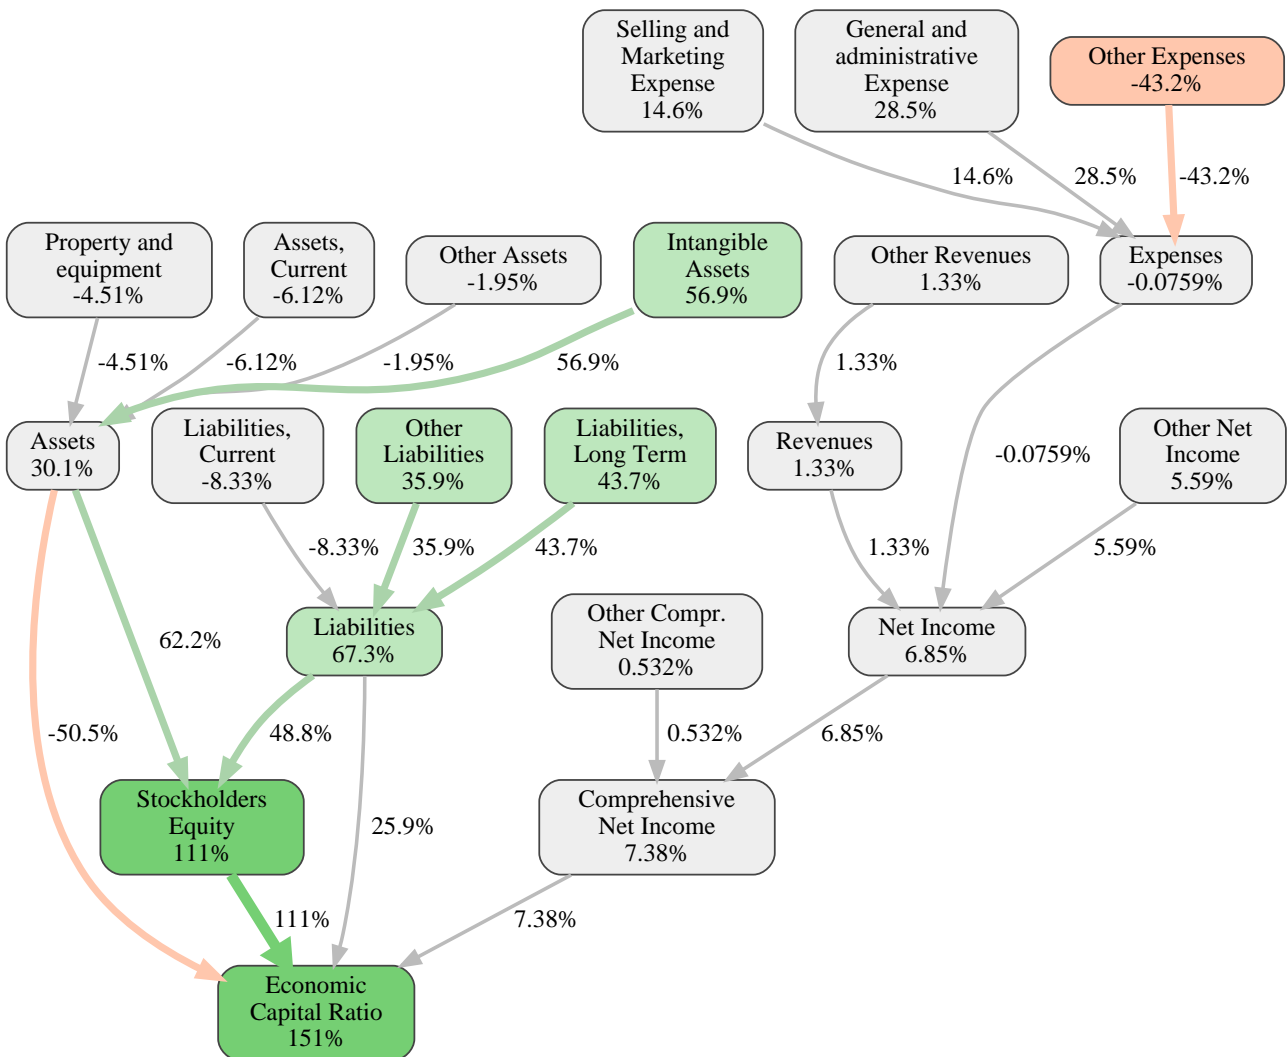 Selling and
Marketing
Expense
14.6%
General and
administrative
Expense
28.5%
Other Expenses
-43.2%
14.6%
28.5%
-43.2%
Property and
equipment
-4.51%
Assets,
Current
-6.12%
Other Assets
-1.95%
Intangible
Assets
56.9%
Other Revenues
1.33%
Expenses
-0.0759%
-4.51%
-6.12%
-1.95%
56.9%
1.33%
Assets
30.1%
Liabilities,
Current
-8.33%
Other
Liabilities
35.9%
Liabilities,
Long Term
43.7%
Revenues
1.33%
-0.0759%
Other Net
Income
5.59%
-8.33%
35.9%
43.7%
1.33%
5.59%
Liabilities
67.3%
Other Compr.
Net Income
0.532%
Net Income
6.85%
62.2%
-50.5%
48.8%
0.532%
6.85%
Stockholders
Equity
111%
25.9%
Comprehensive
Net Income
7.38%
111%
7.38%
Economic
Capital Ratio
151%